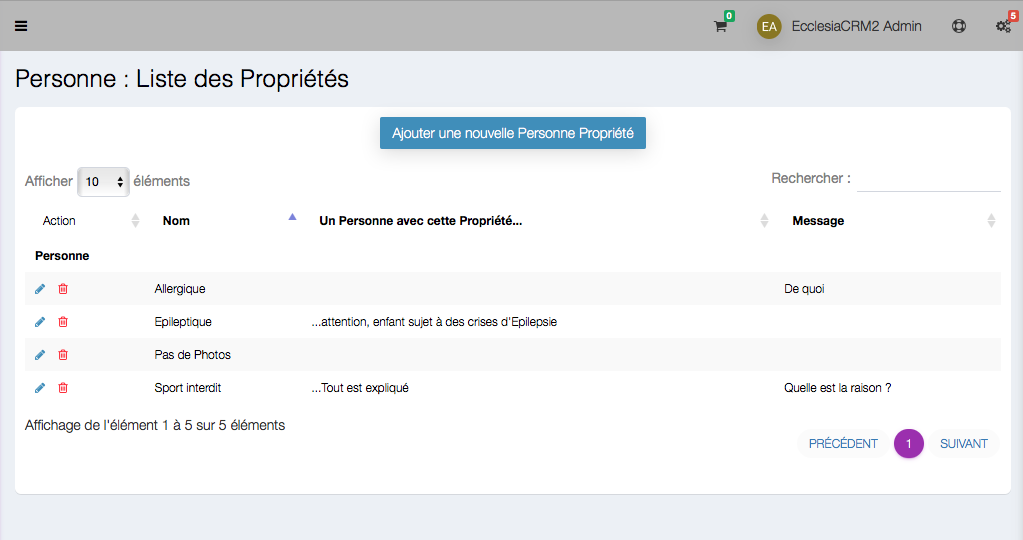 0
EA EcclesiaCRM2 Admin
5
Personne : Liste des Propriétés
Ajouter une nouvelle Personne Propriété
Afficher 10 éléments
Rechercher :
Action Nom Un Personne avec cette Propriété... Message
Personne
Allergique De quoi
Epileptique ...attention, enfant sujet à des crises d'Epilepsie
Pas de Photos
Sport interdit ...Tout est expliqué Quelle est la raison ?
Affichage de l'élément 1 à 5 sur 5 éléments
PRÉCÉDENT 1 SUIVANT